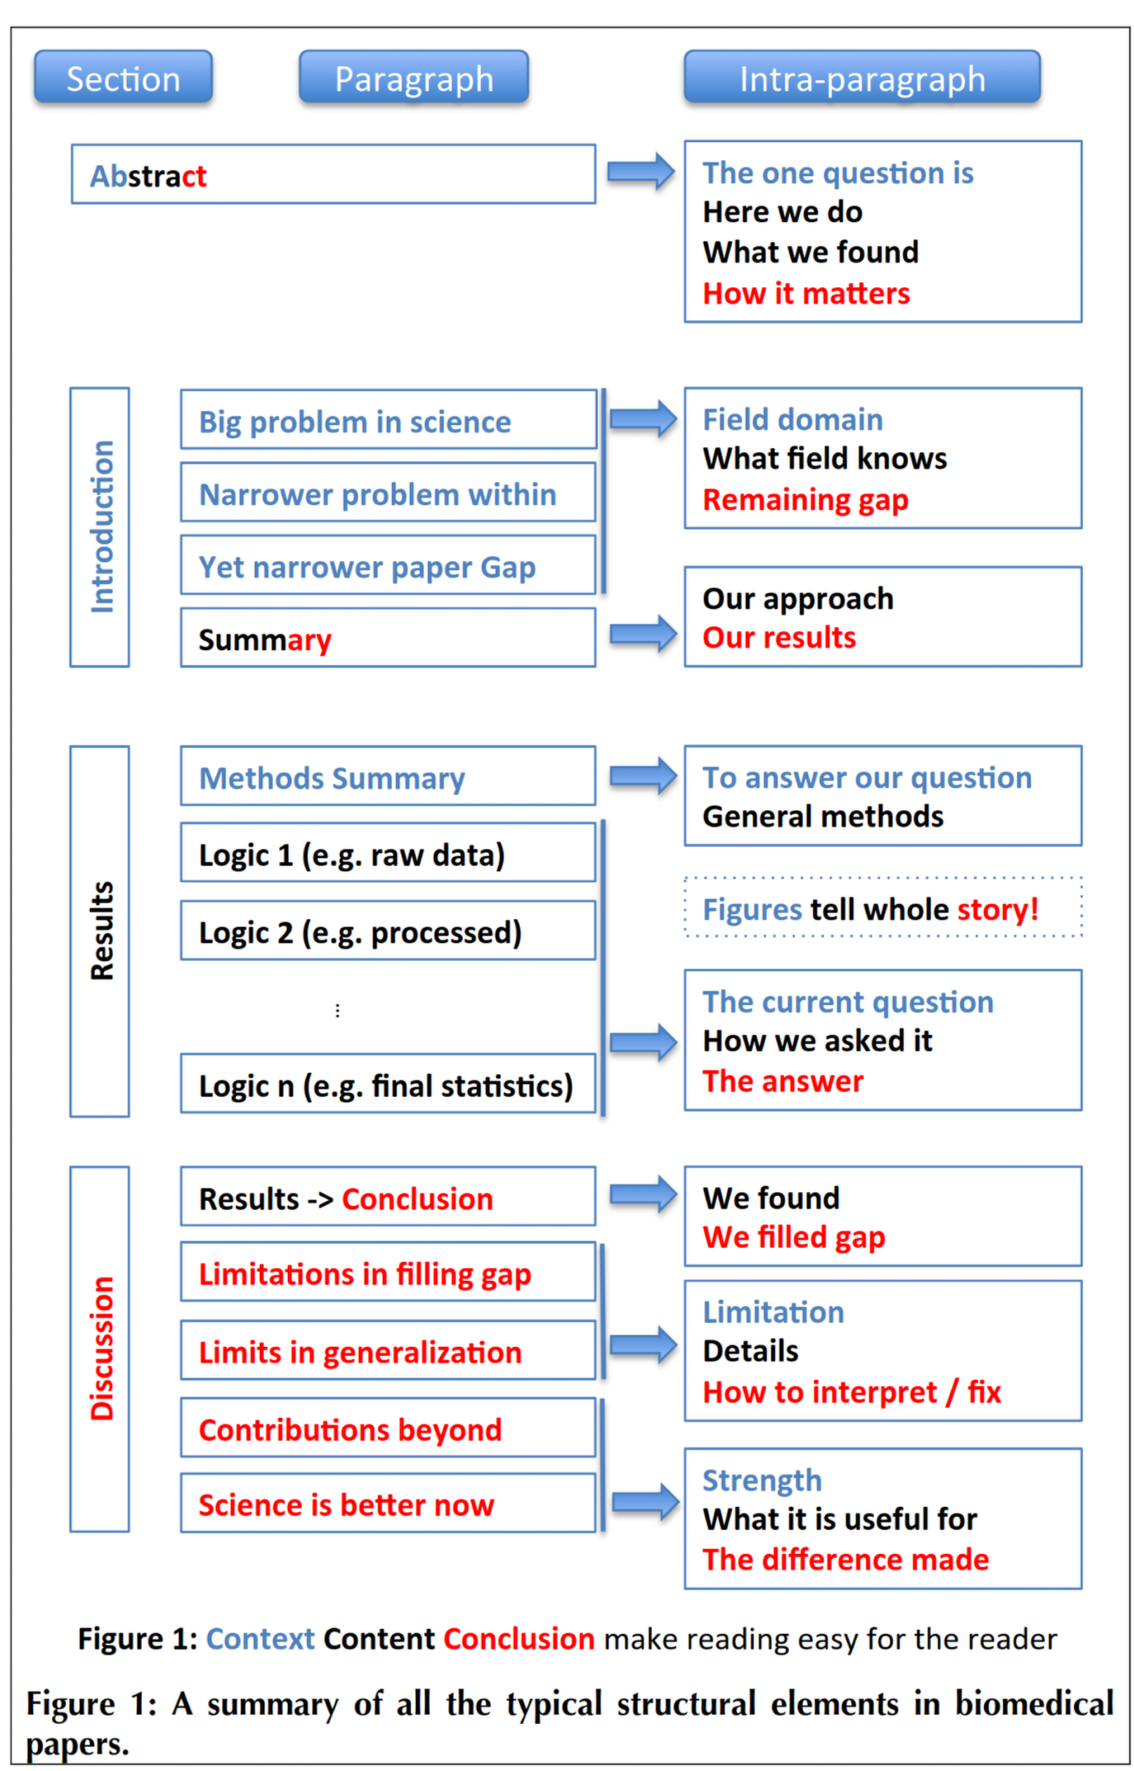 Section Paragraph Intra-paragraph
Abstract
The one question is
Here we do
What we found
How it matters
Introduction
Big problem in science
Narrower problem within
Yet narrower paper Gap
Summary
Field domain
What field knows
Remaining gap
Our approach
Our results
Results
Methods Summary
Logic 1 (e.g. raw data)
Logic 2 (e.g. processed)
...
Logic n (e.g. final statistics)
To answer our question
General methods
Figures tell whole story!
The current question
How we asked it
The answer
Discussion
Results -> Conclusion
Limitations in filling gap
Limits in generalization
Contributions beyond
Science is better now
We found
We filled gap
Limitation
Details
How to interpret / fix
Strength
What it is useful for
The difference made
Figure 1: Context Content Conclusion make reading easy for the reader
Figure 1: A summary of all the typical structural elements in biomedical
papers.